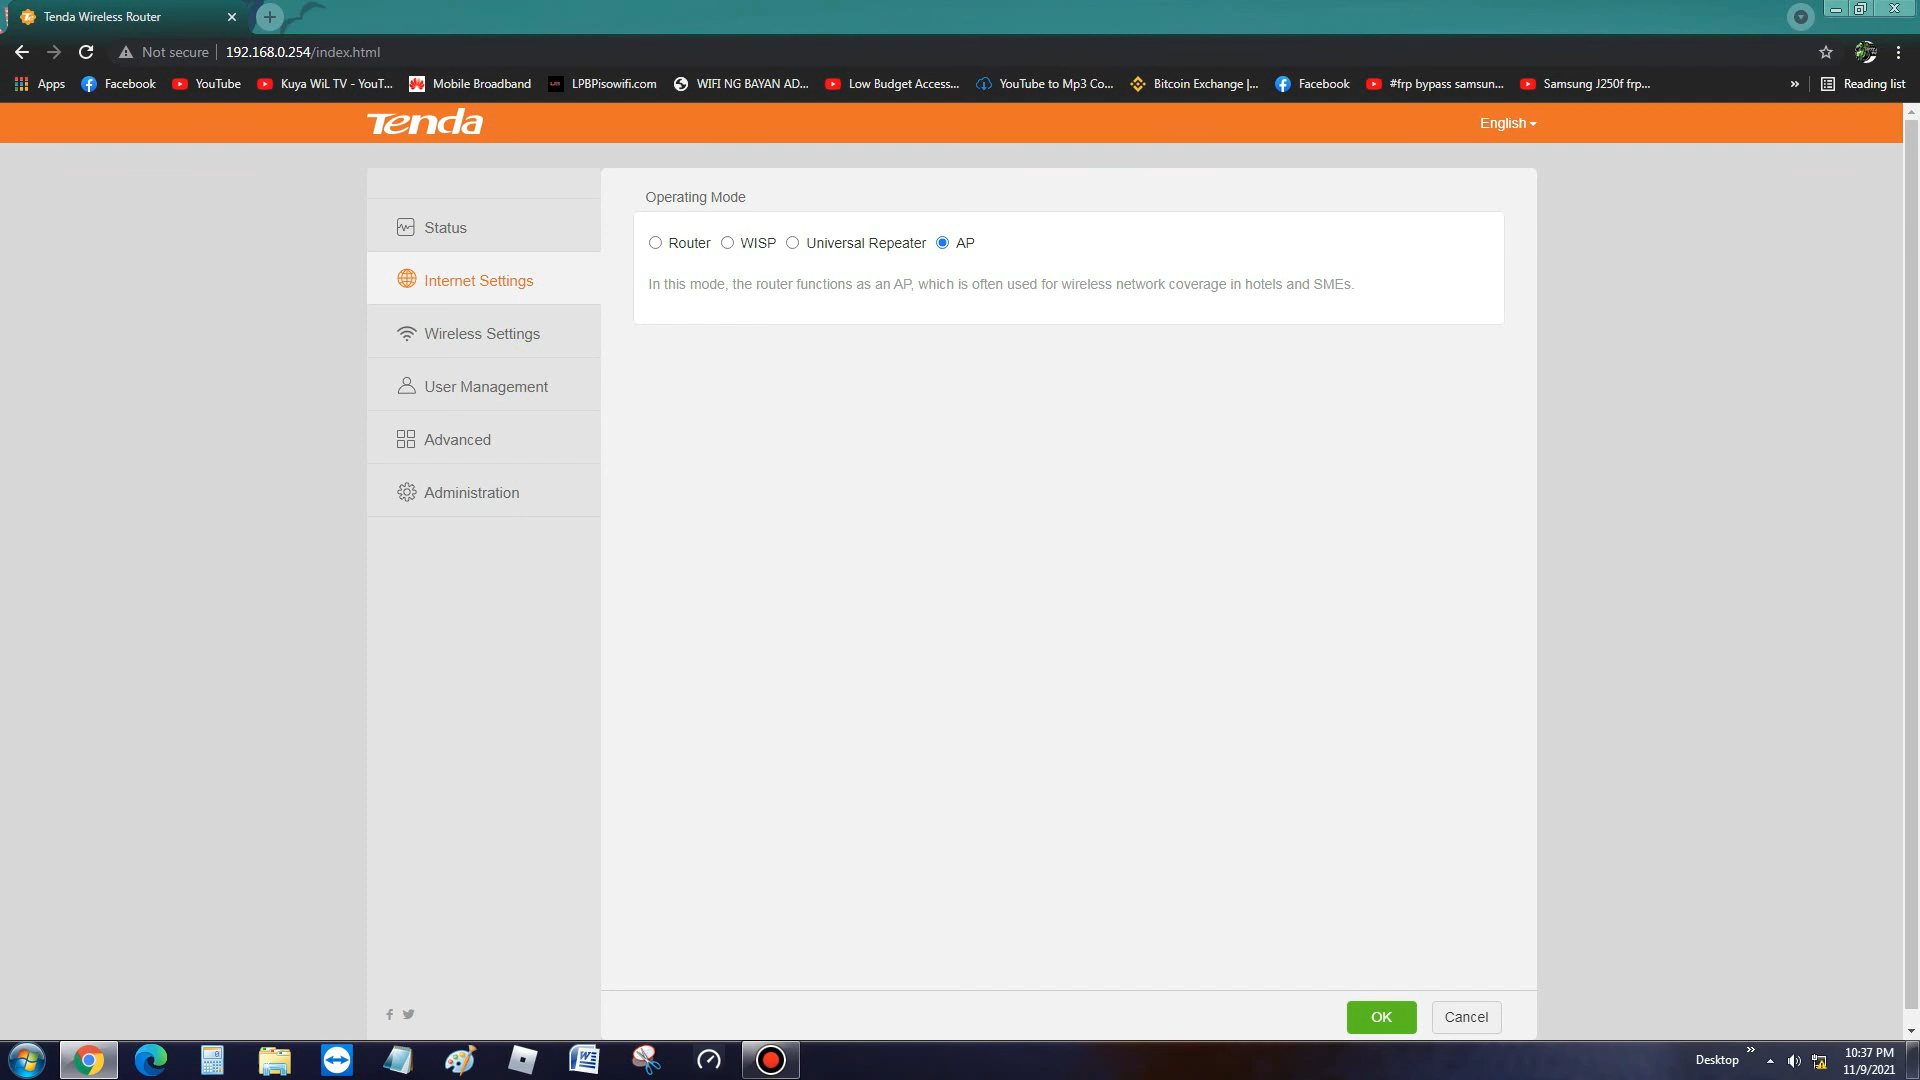 Tenda Wireless Router
Not secure 192.168.0.254/index.html
Apps Facebook YouTube Kuya WiL TV - YouT... Mobile Broadband LPBPisowifi.com WIFI NG BAYAN AD... Low Budget Access... YouTube to Mp3 Co... Bitcoin Exchange |... Facebook #frp bypass samsun... Samsung J250f frp... » Reading list
Tenda
English
Operating Mode
Router WISP Universal Repeater AP
In this mode, the router functions as an AP, which is often used for wireless network coverage in hotels and SMEs.
Status
Internet Settings
Wireless Settings
User Management
Advanced
Administration
OK Cancel
Desktop »
10:37 PM
11/9/2021